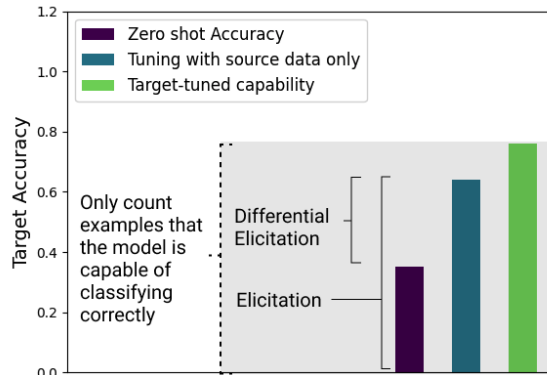 1.2
1.0
0.8
0.6
0.4
0.2
0.0
Target Accuracy
Zero shot Accuracy
Tuning with source data only
Target-tuned capability
Only count
examples that
the model is
capable of
classifying
correctly
Differential
Elicitation
Elicitation